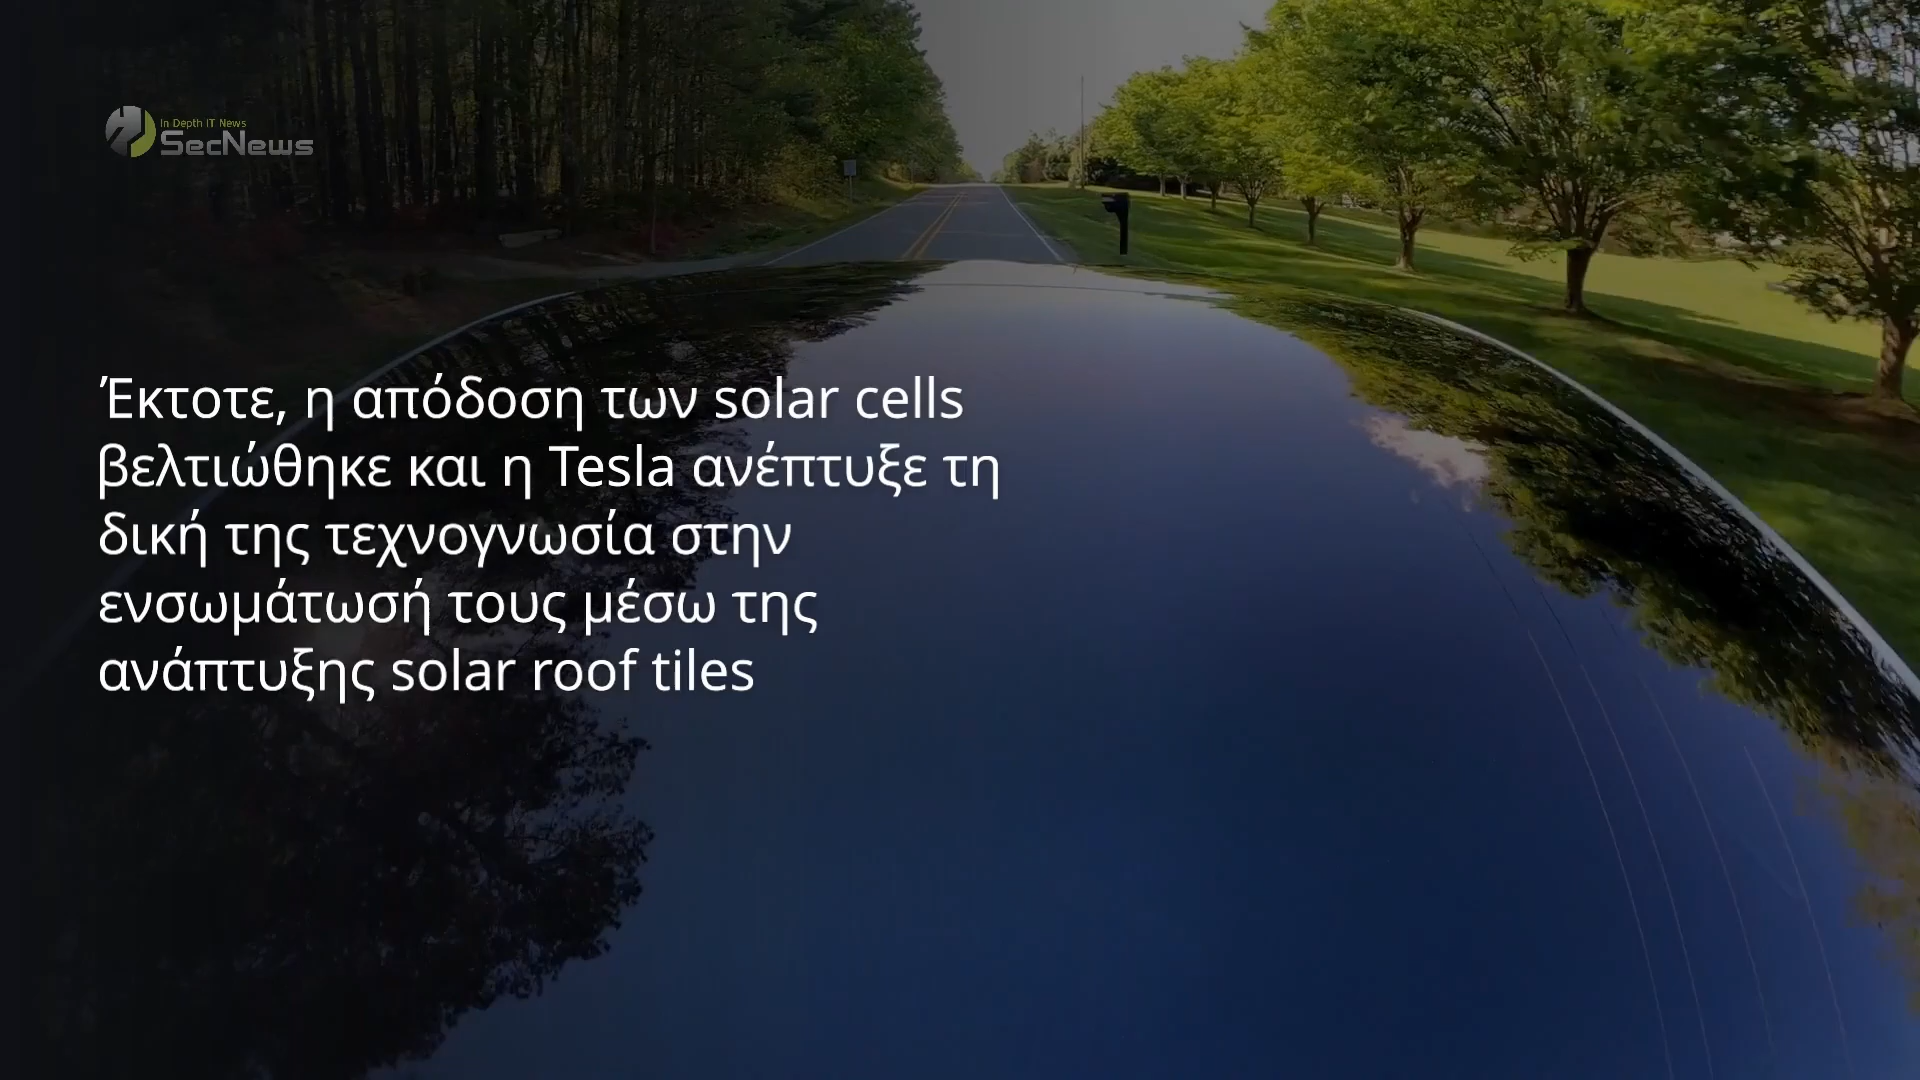 In Depth IT News
SecNews
Έκτοτε, η απόδοση των solar cells
βελτιώθηκε και η Tesla ανέπτυξε τη
δική της τεχνογνωσία στην
ενσωμάτωσή τους μέσω της
ανάπτυξης solar roof tiles